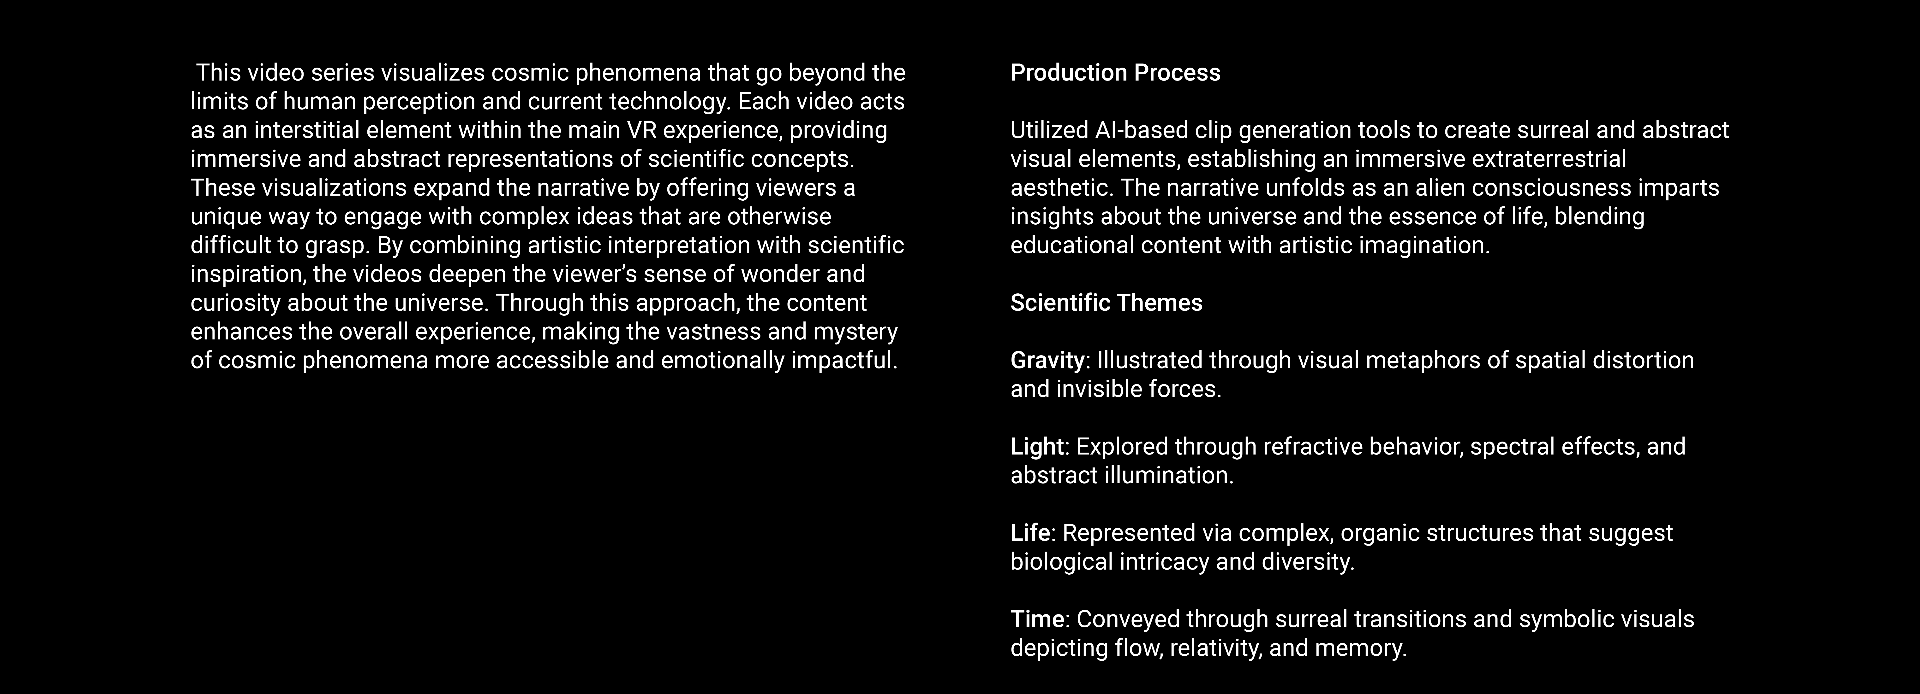 This video series visualizes cosmic phenomena that go beyond the
limits of human perception and current technology. Each video acts
as an interstitial element within the main VR experience, providing
immersive and abstract representations of scientific concepts.
These visualizations expand the narrative by offering viewers a
unique way to engage with complex ideas that are otherwise
difficult to grasp. By combining artistic interpretation with scientific
inspiration, the videos deepen the viewer’s sense of wonder and
curiosity about the universe. Through this approach, the content
enhances the overall experience, making the vastness and mystery
of cosmic phenomena more accessible and emotionally impactful.
Production Process
Utilized AI-based clip generation tools to create surreal and abstract
visual elements, establishing an immersive extraterrestrial
aesthetic. The narrative unfolds as an alien consciousness imparts
insights about the universe and the essence of life, blending
educational content with artistic imagination.
Scientific Themes
Gravity: Illustrated through visual metaphors of spatial distortion
and invisible forces.
Light: Explored through refractive behavior, spectral effects, and
abstract illumination.
Life: Represented via complex, organic structures that suggest
biological intricacy and diversity.
Time: Conveyed through surreal transitions and symbolic visuals
depicting flow, relativity, and memory.